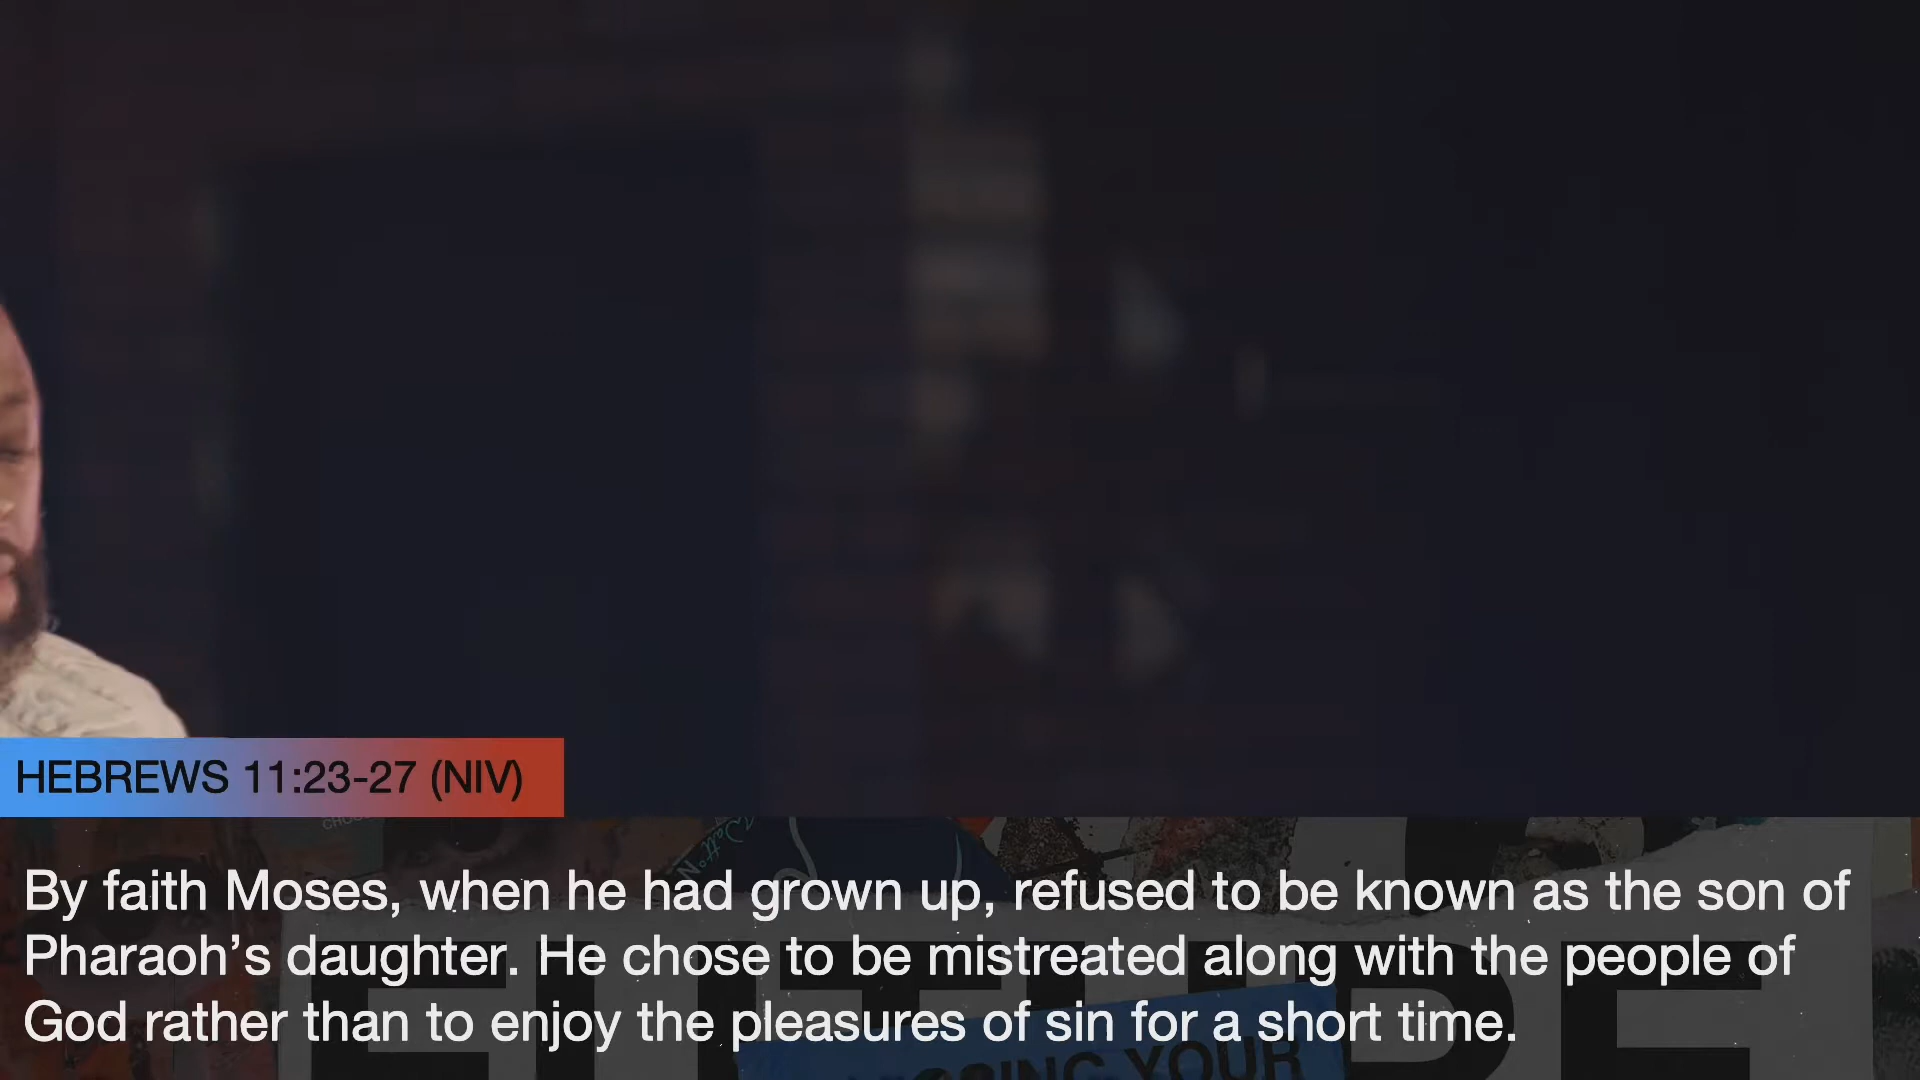 HEBREWS 11:23-27 (NIV)
By faith Moses, when he had grown up, refused to be known as the son of
Pharaoh’s daughter. He chose to be mistreated along with the people of
God rather than to enjoy the pleasures of sin for a short time.
YOUR